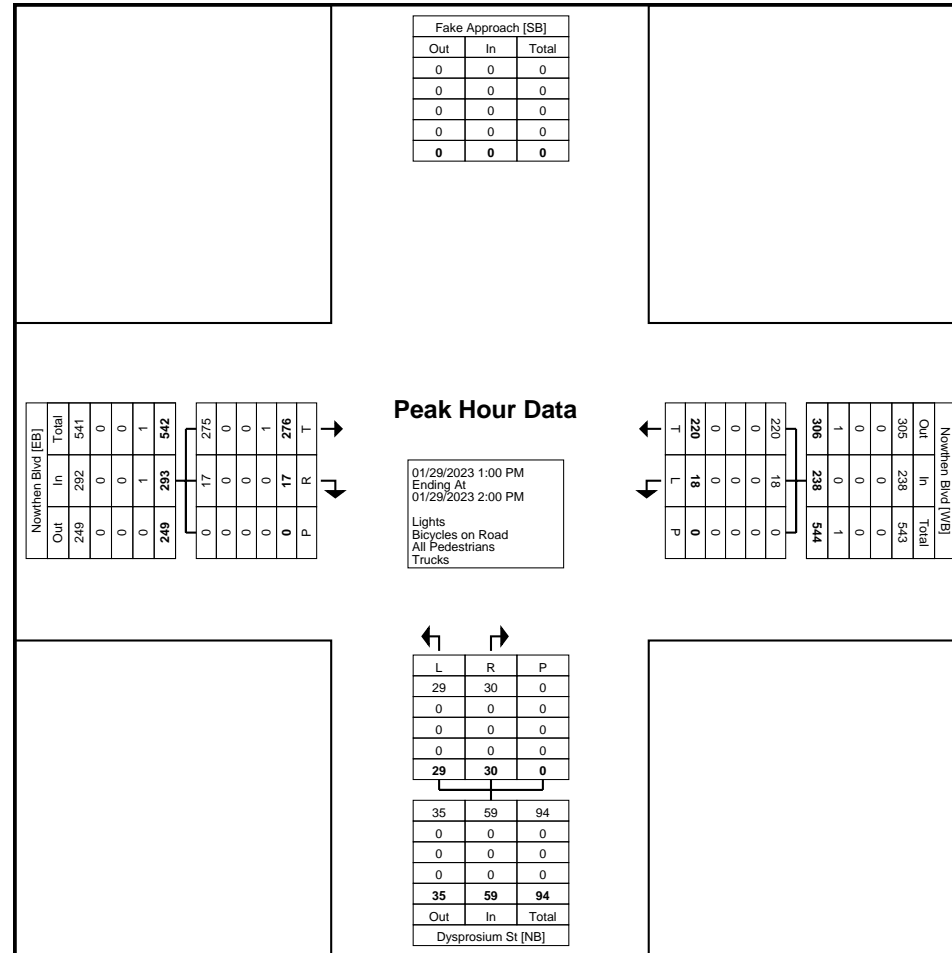 Fake Approach [SB]
Out In Total
0 0 0
0 0 0
0 0 0
0 0 0
0 0 0
Peak Hour Data
01/29/2023 1:00 PM
Ending At
01/29/2023 2:00 PM
Lights
Bicycles on Road
All Pedestrians
Trucks
Nowthen Blvd [EB]
Total In Out
541 292 249
0 0 0
0 0 0
1 1 0
542 293 249
275 17 0
0 0 0
0 0 0
1 0 0
276 17 0
T R P
Nowthen Blvd [WB]
Out In Total
305 238 543
0 0 0
0 0 0
1 0 1
306 238 544
220 18 0
0 0 0
0 0 0
0 0 0
220 18 0
T L P
L R P
29 30 0
0 0 0
0 0 0
0 0 0
29 30 0
35 59 94
0 0 0
0 0 0
0 0 0
35 59 94
Out In Total
Dysprosium St [NB]